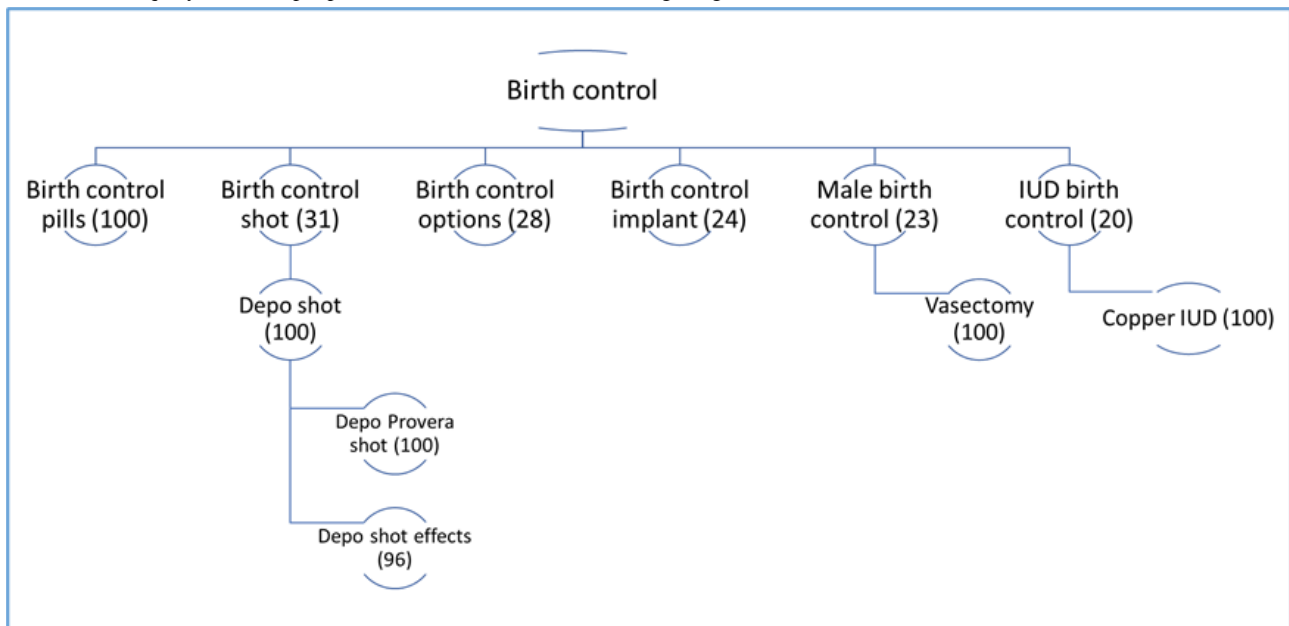 Birth control
Birth control
pills (100)
Birth control
shot (31)
Birth control
options (28)
Birth control
implant (24)
Male birth
control (23)
IUD birth
control (20)
Depo shot
(100)
Vasectomy
(100)
Copper IUD (100)
Depo Provera
shot (100)
Depo shot effects
(96)